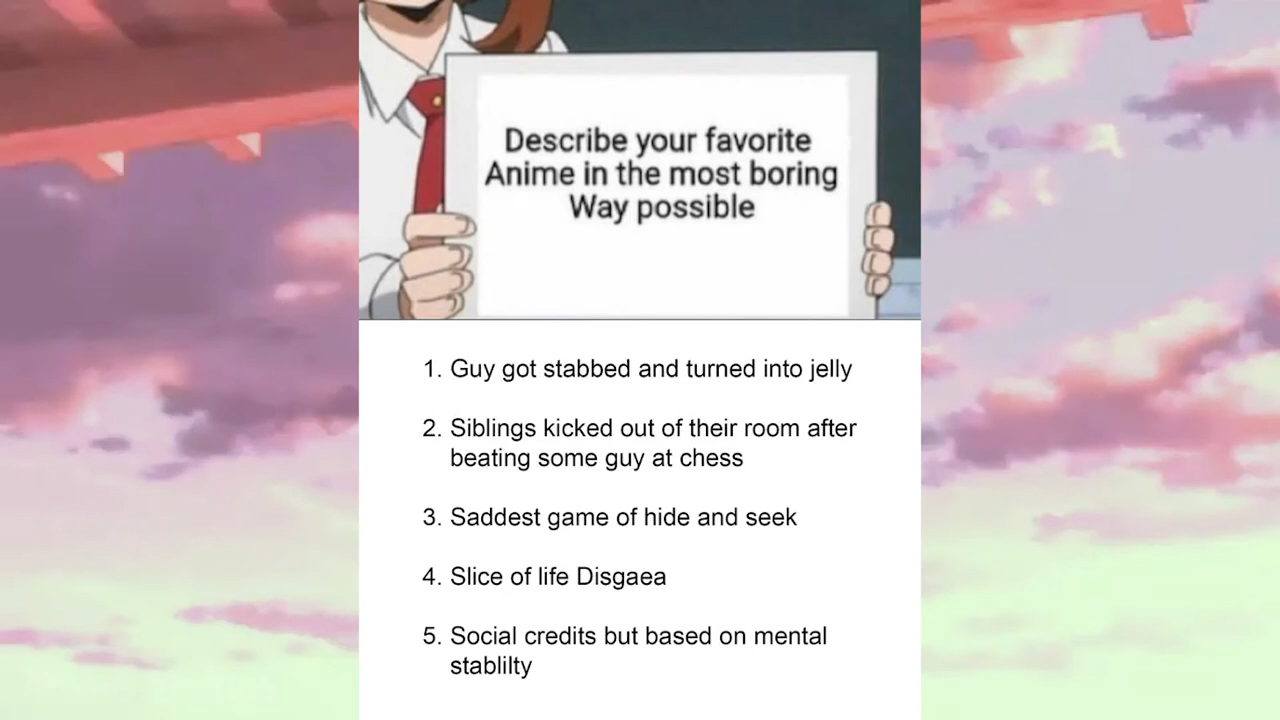 Describe your favorite
Anime in the most boring
Way possible
1. Guy got stabbed and turned into jelly
2. Siblings kicked out of their room after
beating some guy at chess
3. Saddest game of hide and seek
4. Slice of life Disgaea
5. Social credits but based on mental
stablilty